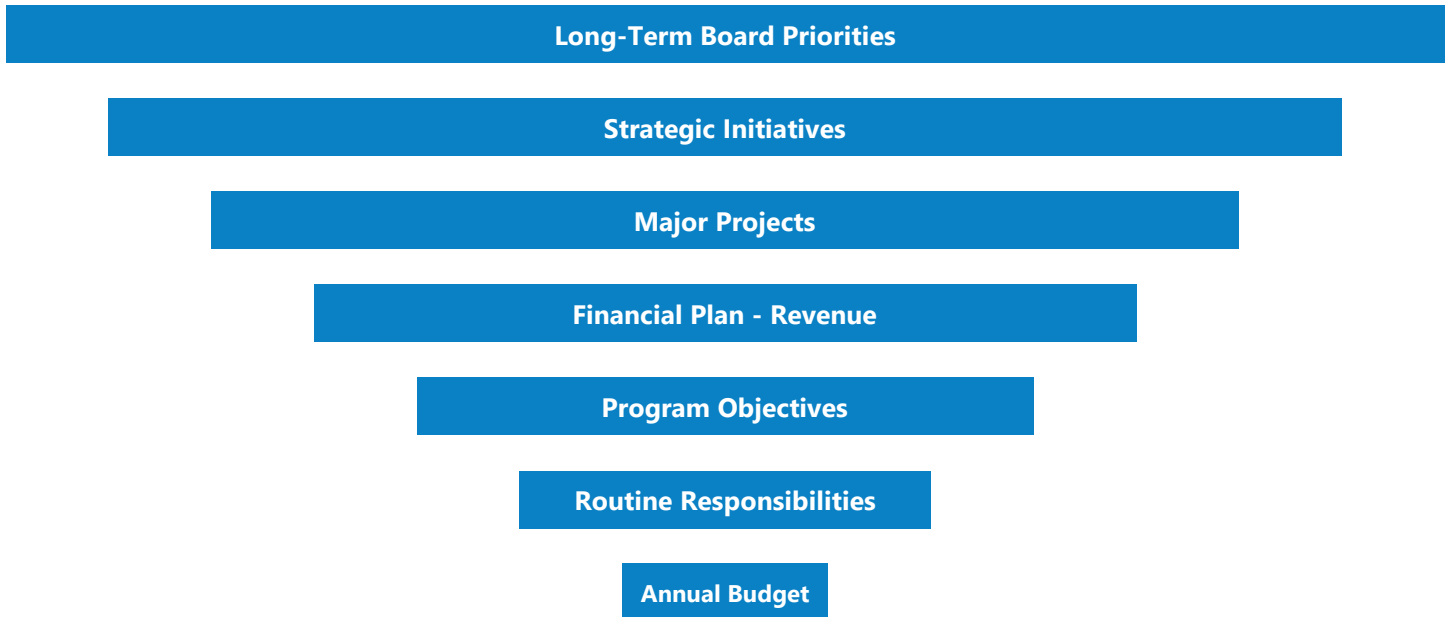 Long-Term Board Priorities
Strategic Initiatives
Major Projects
Financial Plan - Revenue
Program Objectives
Routine Responsibilities
Annual Budget